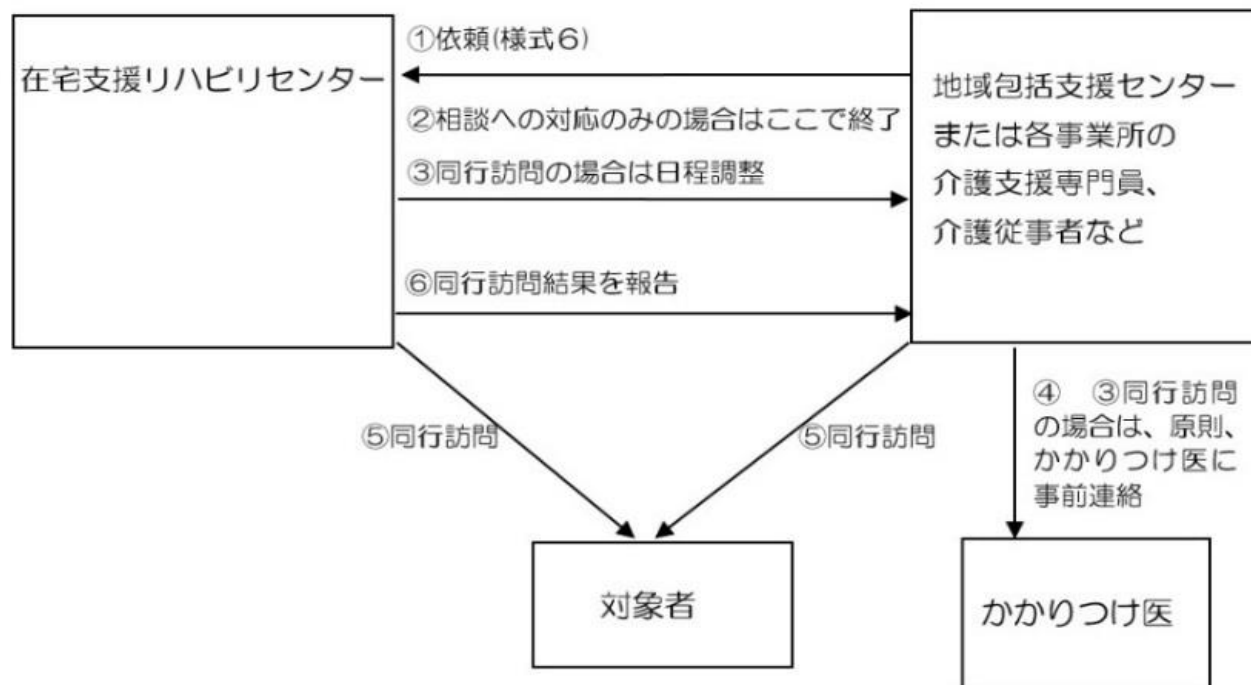 在宅支援リハビリセンター
①依頼(様式６)
②相談への対応のみの場合はここで終了
③同行訪問の場合は日程調整
⑥同行訪問結果を報告
地域包括支援センター
または各事業所の
介護支援専門員、
介護従事者など
⑤同行訪問
⑤同行訪問
④　③同行訪問
の場合は、原則、
かかりつけ医に
事前連絡
対象者
かかりつけ医